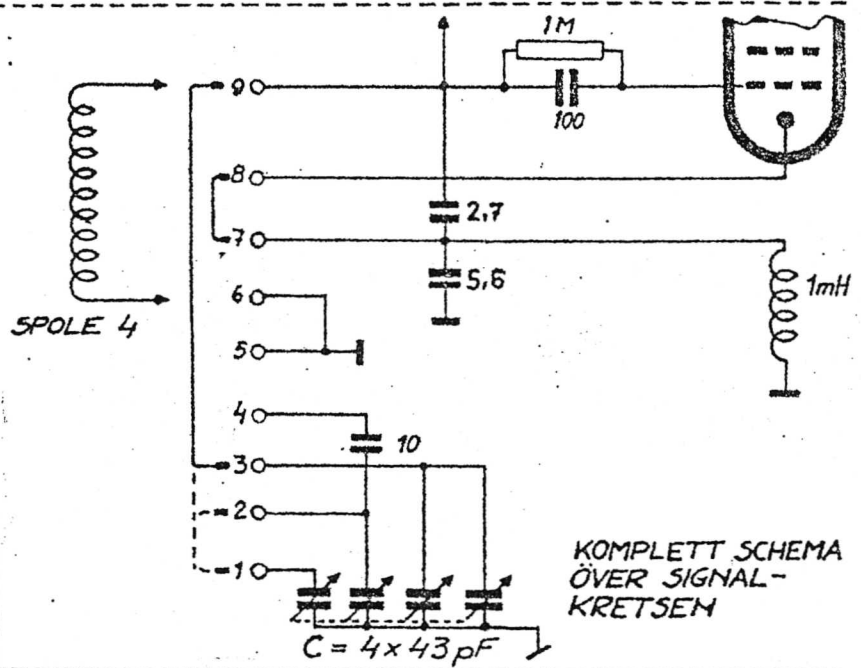 1M
9
100
8
2,7
7
5,6
1mH
6
SPOLE 4
5
4
10
3
2
1
KOMPLETT SCHEMA
ÖVER SIGNAL-
KRETSEN
C = 4 x 43 pF